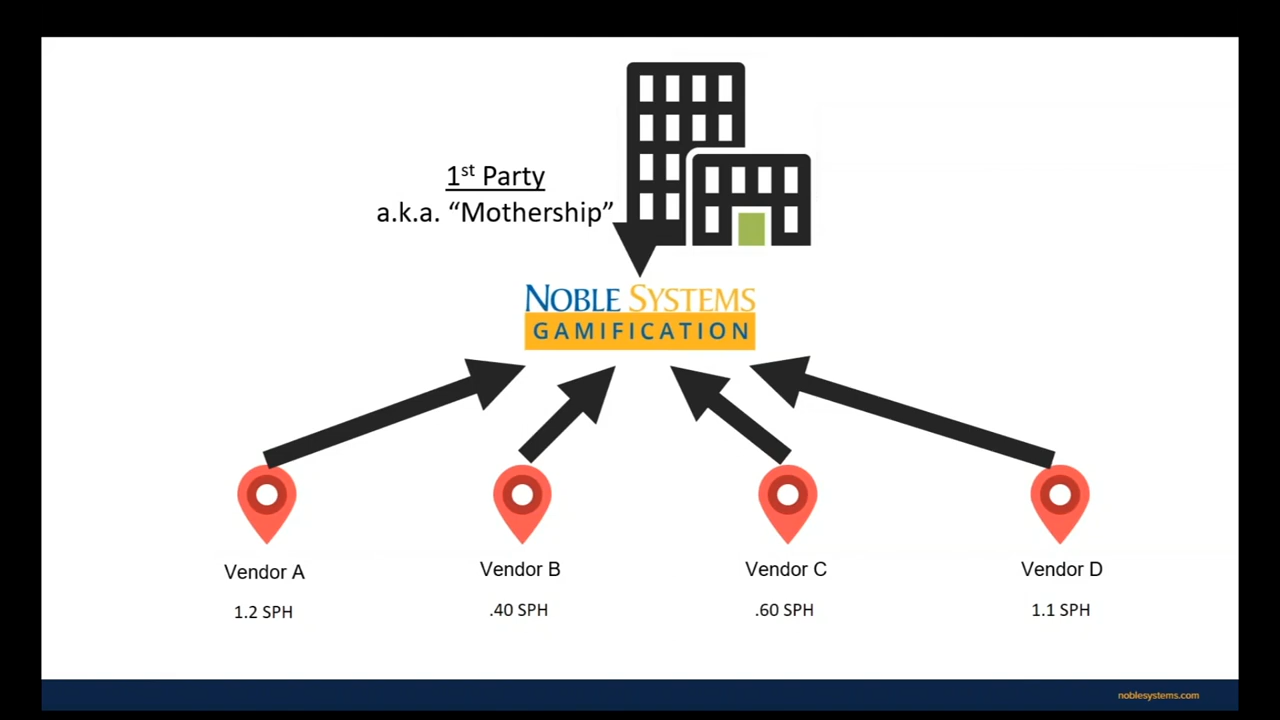 1st Party
a.k.a. “Mothership”
NOBLE SYSTEMS
GAMIFICATION
Vendor A
Vendor B
Vendor C
Vendor D
1.2 SPH
.40 SPH
.60 SPH
1.1 SPH
noblesystems.com